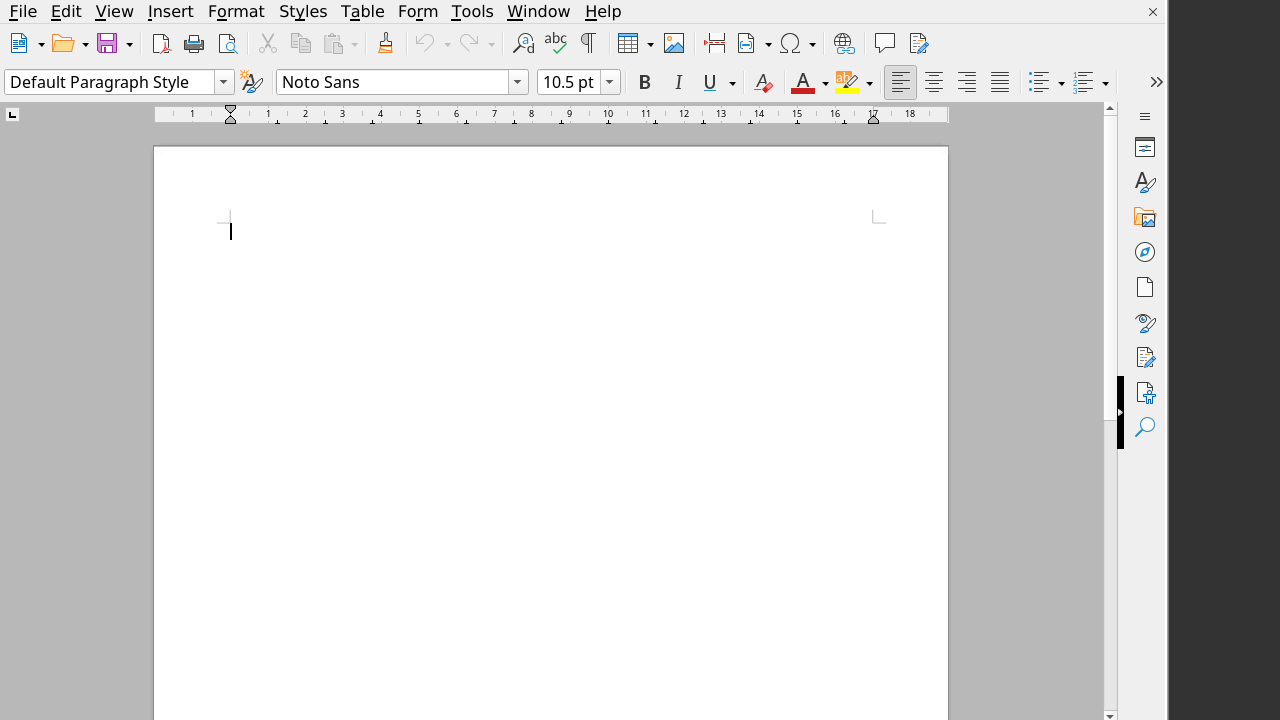 File Edit View Insert Format Styles Table Form Tools Window Help
Default Paragraph Style Noto Sans 10.5 pt
1 1 2 3 4 5 6 7 8 9 10 11 12 13 14 15 16 17 18